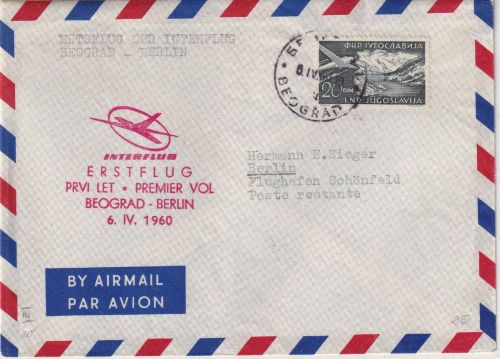 ERTSFLUG DER INTERFLUG
BEOGRAD - BERLIN
BEOGRAD
ФНР ЈУГОСЛАВИЈА
20 DIN
FNR JUGOSLAVIJA
INTERFLUG
ERSTFLUG
PRVI LET • PREMIER VOL
BEOGRAD - BERLIN
6. IV. 1960
Hermann E.Sieger
Berlin
Flughafen Schönfeld
Poste restante
BY AIRMAIL
PAR AVION